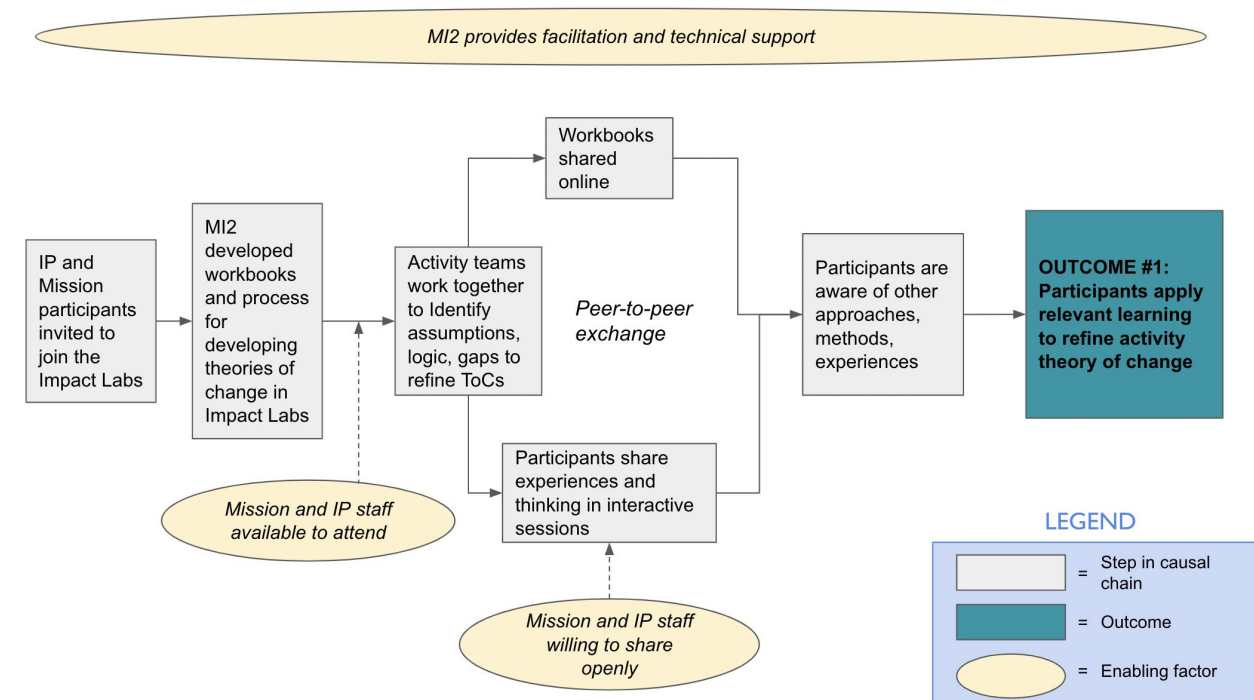 MI2 provides facilitation and technical support
IP and
Mission
participants
invited to
join the
Impact Labs
MI2
developed
workbooks
and process
for
developing
theories of
change in
Impact Labs
Activity teams
work together
to Identify
assumptions,
logic, gaps to
refine ToCs
Workbooks
shared
online
Peer-to-peer
exchange
Participants share
experiences and
thinking in interactive
sessions
Participants are
aware of other
approaches,
methods,
experiences
OUTCOME #1:
Participants apply
relevant learning
to refine activity
theory of change
Mission and IP staff
available to attend
Mission and IP staff
willing to share
openly
LEGEND
= Step in causal
chain
= Outcome
= Enabling factor